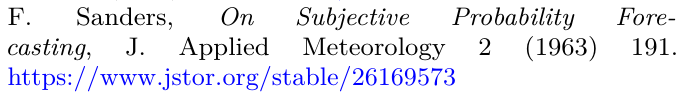 F. Sanders, On Subjective Probability Fore-
casting, J. Applied Meteorology 2 (1963) 191.
https://www.jstor.org/stable/26169573